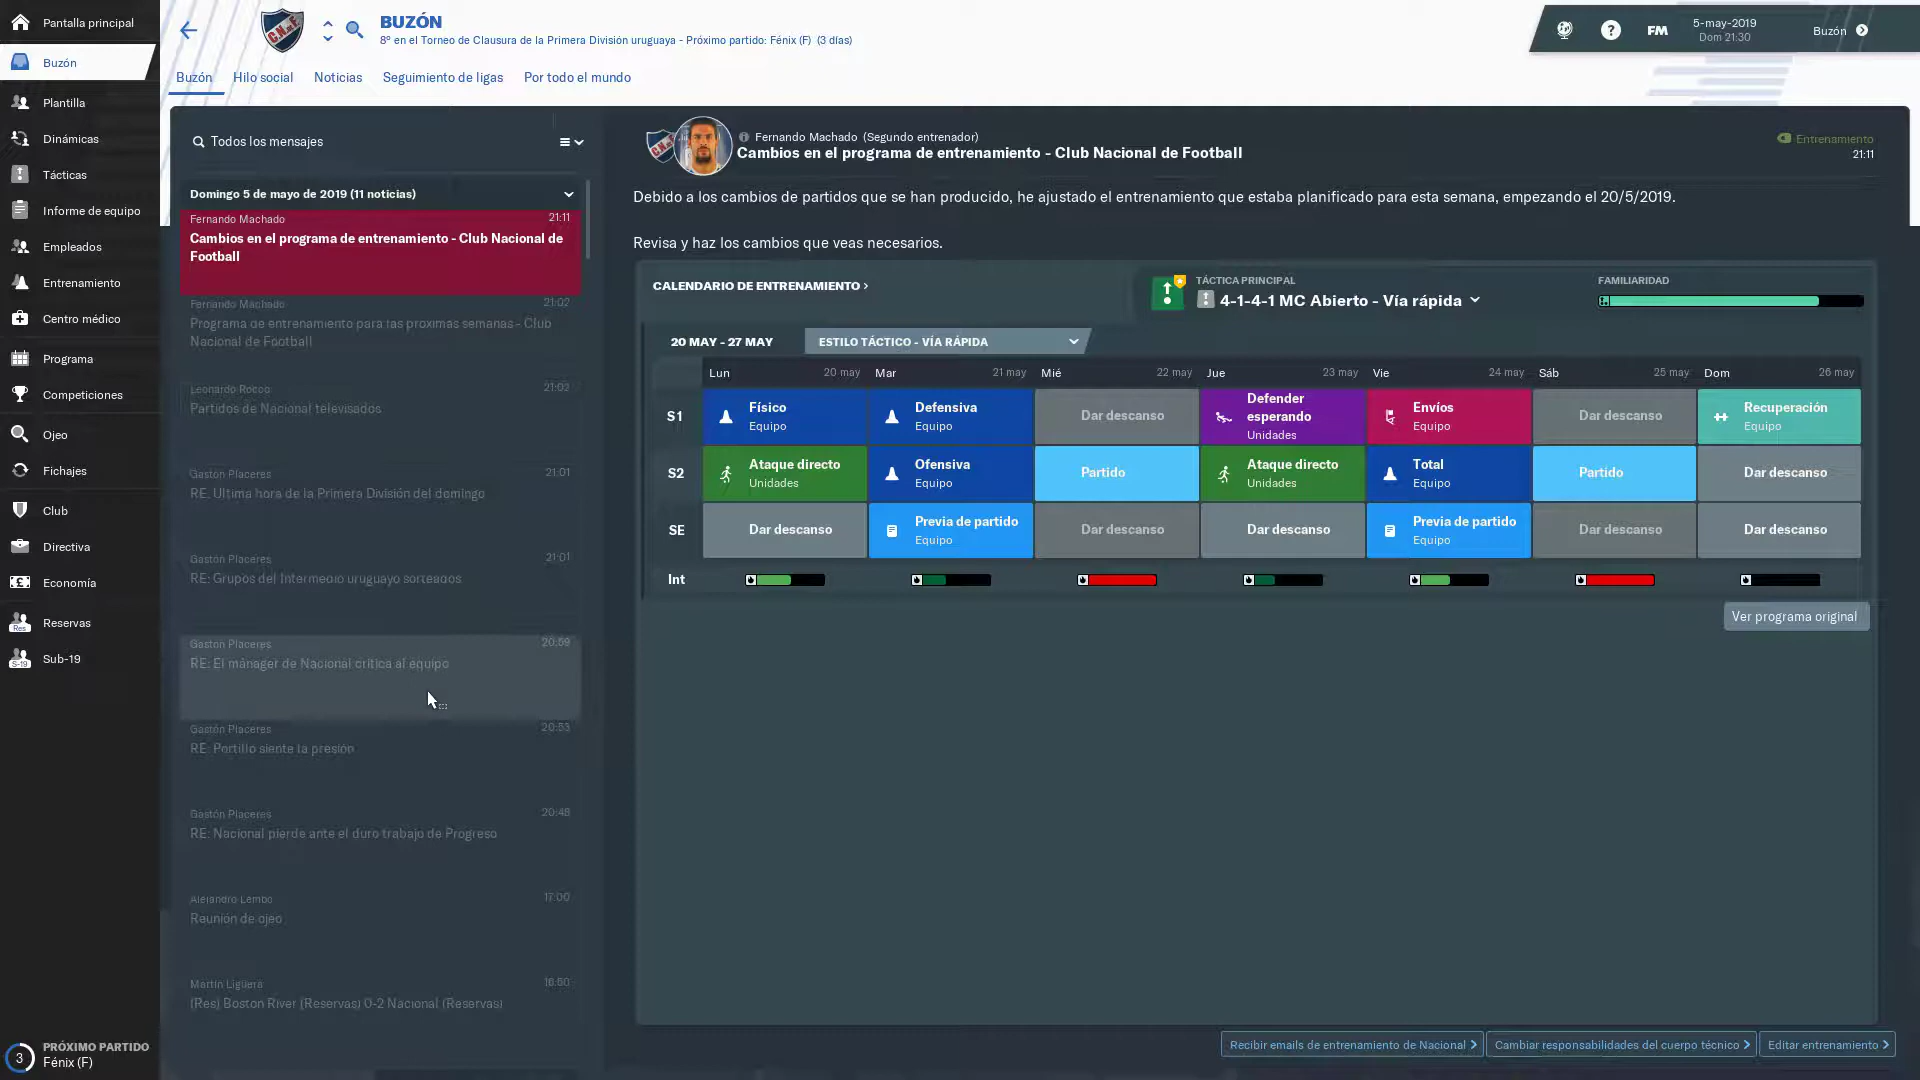 Pantalla principal
Buzón
Plantilla
Dinámicas
Tácticas
Informe de equipo
Empleados
Entrenamiento
Centro médico
Programa
Competiciones
Ojeo
Fichajes
Club
Directiva
Economía
Reservas
Sub-19
PRÓXIMO PARTIDO
3 Fénix (F)
BUZÓN
8º en el Torneo de Clausura de la Primera División uruguaya - Próximo partido: Fénix (F) (3 días)
FM
5-may-2019
Dom 21:30
Buzón
Buzón Hilo social Noticias Seguimiento de ligas Por todo el mundo
Todos los mensajes
Domingo 5 de mayo de 2019 (11 noticias)
Fernando Machado 21:11
Cambios en el programa de entrenamiento - Club Nacional de
Football
Fernando Machado 21:02
Programa de entrenamiento para las próximas semanas - Club
Nacional de Football
Leonardo Rocco 21:02
Partidos de Nacional televisados
Gastón Placeres 21:01
RE: Última hora de la Primera División del domingo
Gastón Placeres 21:01
RE: Grupos del Intermedio uruguayo sorteados
Gastón Placeres 20:59
RE: El mánager de Nacional critica al equipo
Gastón Placeres 20:53
RE: Portillo siente la presión
Gastón Placeres 20:48
RE: Nacional pierde ante el duro trabajo de Progreso
Alejandro Lembo 17:00
Reunión de ojeo
Martín Ligüera 16:50
(Res) Boston River (Reservas) 0-2 Nacional (Reservas)
Fernando Machado (Segundo entrenador)
Cambios en el programa de entrenamiento - Club Nacional de Football
Entrenamiento
21:11
Debido a los cambios de partidos que se han producido, he ajustado el entrenamiento que estaba planificado para esta semana, empezando el 20/5/2019.
Revisa y haz los cambios que veas necesarios.
CALENDARIO DE ENTRENAMIENTO
TÁCTICA PRINCIPAL
4-1-4-1 MC Abierto - Vía rápida
FAMILIARIDAD
20 MAY - 27 MAY
ESTILO TÁCTICO - VÍA RÁPIDA
Lun 20 may Mar 21 may Mié 22 may Jue 23 may Vie 24 may Sáb 25 may Dom 26 may
S1
Físico
Equipo
Defensiva
Equipo
Dar descanso
Defender
esperando
Unidades
Envíos
Equipo
Dar descanso
Recuperación
Equipo
S2
Ataque directo
Unidades
Ofensiva
Equipo
Partido
Ataque directo
Unidades
Total
Equipo
Partido
Dar descanso
SE
Dar descanso
Previa de partido
Equipo
Dar descanso
Dar descanso
Previa de partido
Equipo
Dar descanso
Dar descanso
Int
Ver programa original
Recibir emails de entrenamiento de Nacional
Cambiar responsabilidades del cuerpo técnico
Editar entrenamiento